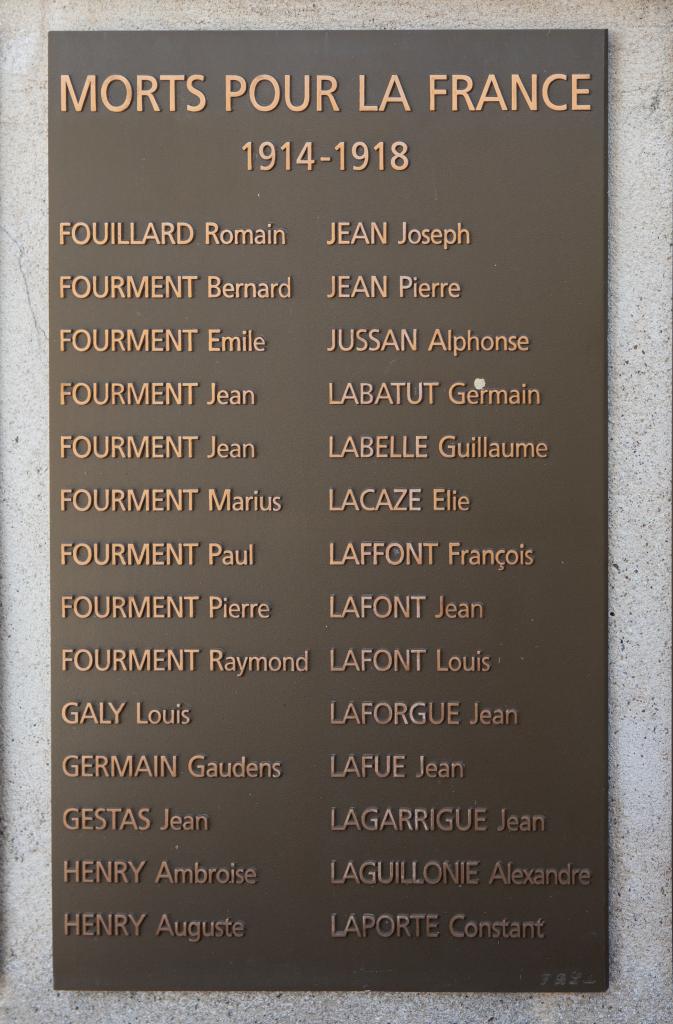 MORTS POUR LA FRANCE
1914-1918
FOUILLARD Romain
FOURMENT Bernard
FOURMENT Emile
FOURMENT Jean
FOURMENT Jean
FOURMENT Marius
FOURMENT Paul
FOURMENT Pierre
FOURMENT Raymond
GALY Louis
GERMAIN Gaudens
GESTAS Jean
HENRY Ambroise
HENRY Auguste
JEAN Joseph
JEAN Pierre
JUSSAN Alphonse
LABATUT Germain
LABELLE Guillaume
LACAZE Elie
LAFFONT François
LAFONT Jean
LAFONT Louis
LAFORGUE Jean
LAFUE Jean
LAGARRIGUE Jean
LAGUILLONIE Alexandre
LAPORTE Constant